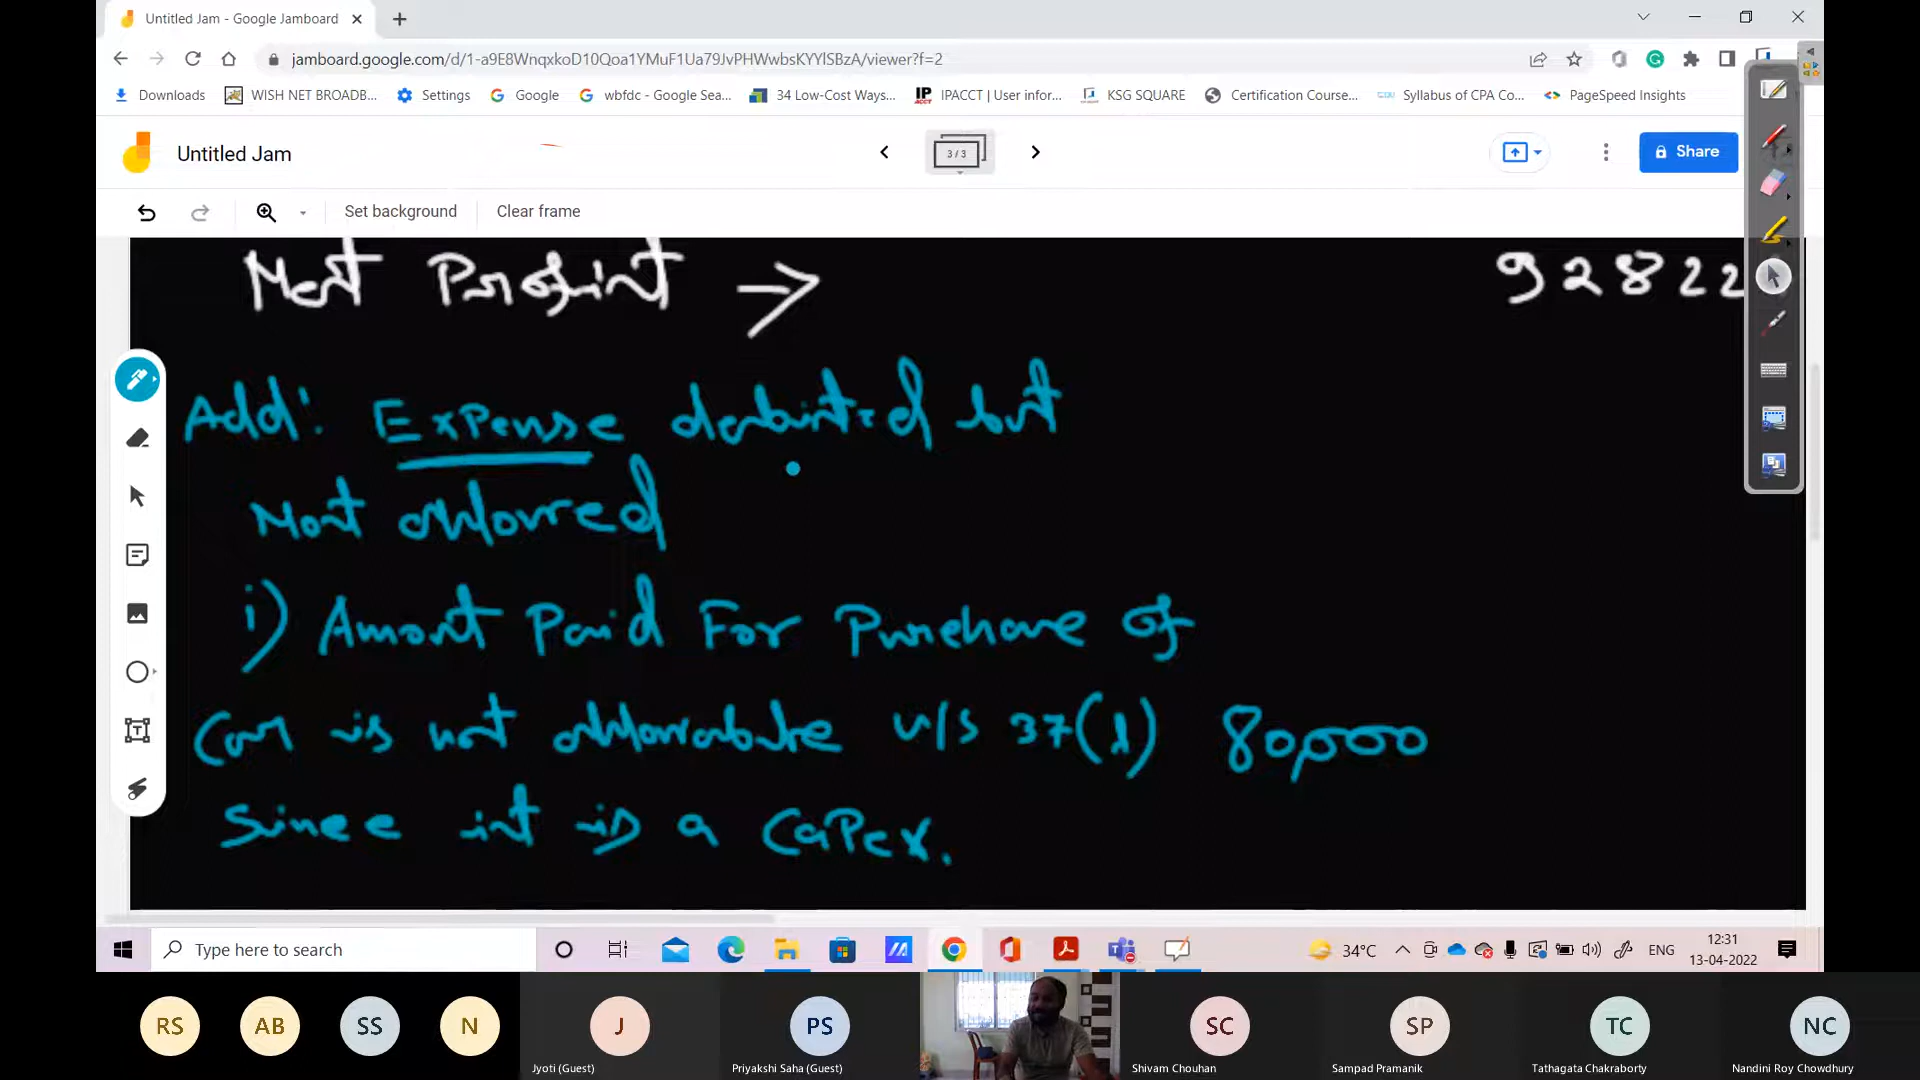 Untitled Jam - Google Jamboard
jamboard.google.com/d/1-a9E8WnqxkoD10Qoa1YMuF1Ua79JvPHWwbsKYYlSBzA/viewer?f=2
Downloads WISH NET BROADB... Settings Google wbfdc - Google Sea... 34 Low-Cost Ways... IP IPACCT | User infor... KSG SQUARE Certification Course... Syllabus of CPA Co... PageSpeed Insights
Untitled Jam 3 / 3 Share
Set background Clear frame
Net Profit → 92822
Add: Expense debited but
Not allowed
i) Amount Paid For Purchase of
Car is not allowable u/s 37(1) 80,000
Since it is a CaPex.
Type here to search 34°C ENG 12:31
13-04-2022
RS AB SS N J PS SC SP TC NC
Jyoti (Guest) Priyakshi Saha (Guest) Shivam Chouhan Sampad Pramanik Tathagata Chakraborty Nandini Roy Chowdhury